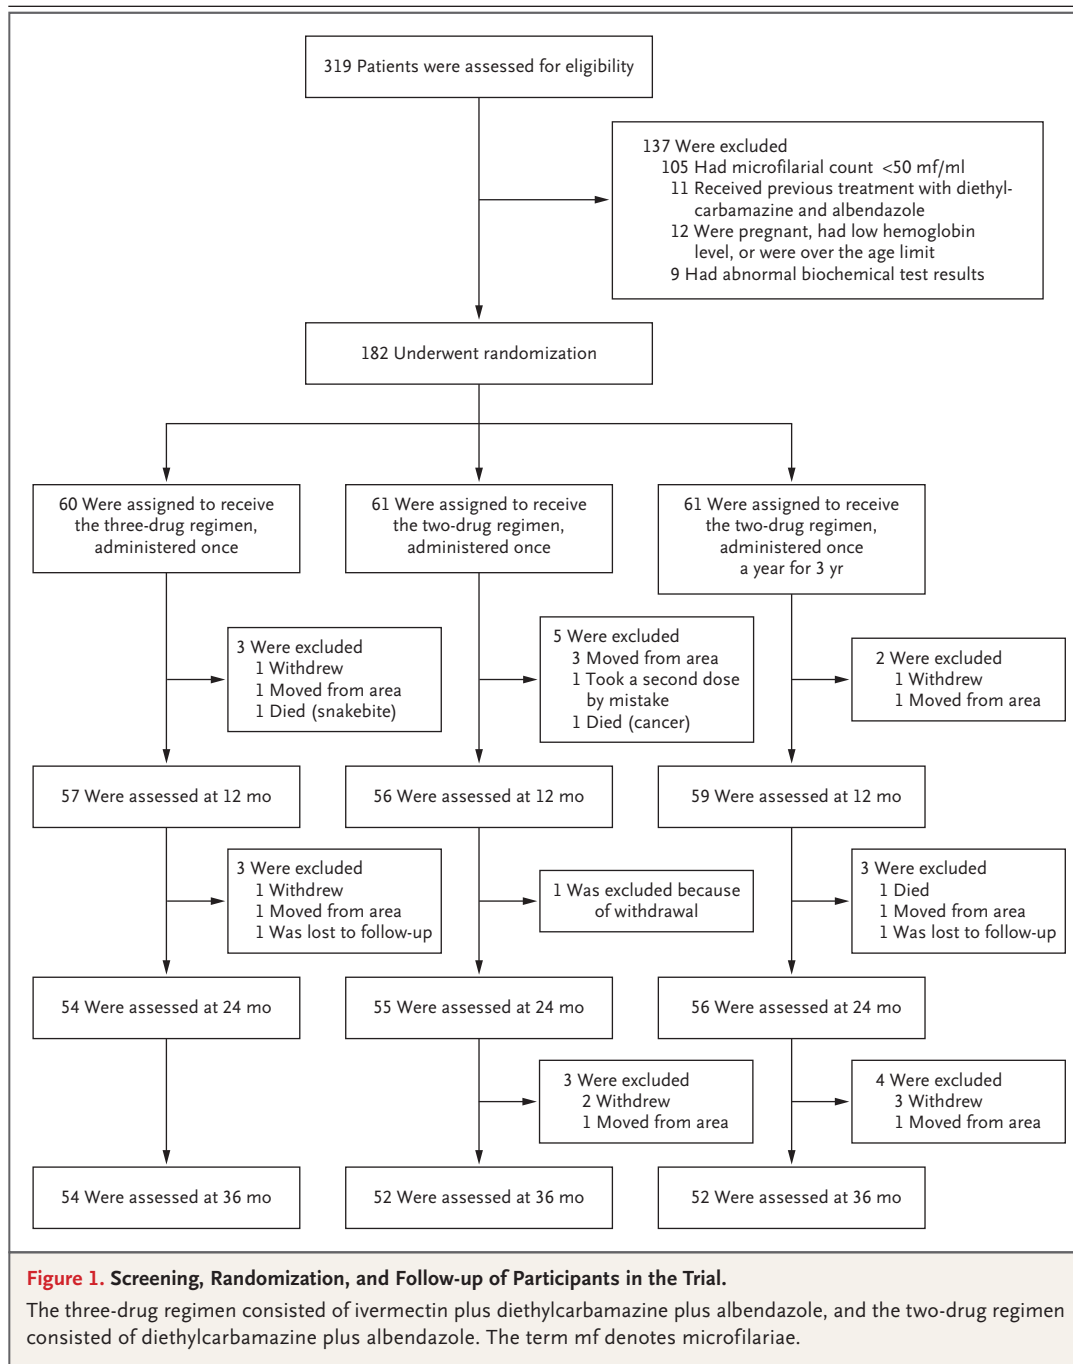 319 Patients were assessed for eligibility
137 Were excluded
105 Had microfilarial count <50 mf/ml
11 Received previous treatment with diethyl-
carbamazine and albendazole
12 Were pregnant, had low hemoglobin
level, or were over the age limit
9 Had abnormal biochemical test results
182 Underwent randomization
60 Were assigned to receive
the three-drug regimen,
administered once
61 Were assigned to receive
the two-drug regimen,
administered once
61 Were assigned to receive
the two-drug regimen,
administered once
a year for 3 yr
3 Were excluded
1 Withdrew
1 Moved from area
1 Died (snakebite)
5 Were excluded
3 Moved from area
1 Took a second dose
by mistake
1 Died (cancer)
2 Were excluded
1 Withdrew
1 Moved from area
57 Were assessed at 12 mo
56 Were assessed at 12 mo
59 Were assessed at 12 mo
3 Were excluded
1 Withdrew
1 Moved from area
1 Was lost to follow-up
1 Was excluded because
of withdrawal
3 Were excluded
1 Died
1 Moved from area
1 Was lost to follow-up
54 Were assessed at 24 mo
55 Were assessed at 24 mo
56 Were assessed at 24 mo
3 Were excluded
2 Withdrew
1 Moved from area
4 Were excluded
3 Withdrew
1 Moved from area
54 Were assessed at 36 mo
52 Were assessed at 36 mo
52 Were assessed at 36 mo
Figure 1. Screening, Randomization, and Follow-up of Participants in the Trial.
The three-drug regimen consisted of ivermectin plus diethylcarbamazine plus albendazole, and the two-drug regimen
consisted of diethylcarbamazine plus albendazole. The term mf denotes microfilariae.